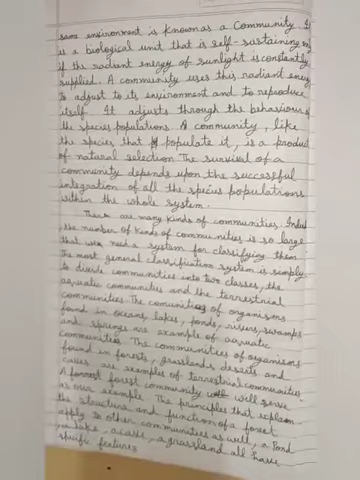 same environment is known as a Community. It
is a biological unit that is self-sustaining only
if the radiant energy of sunlight is constantly
supplied. A community uses this radiant energy
to adjust to its environment and to reproduce
itself. It adjusts through the behaviour of
the species populations. A community, like
the species that populate it, is a product
of natural selection. The survival of a
community depends upon the successful
integration of all the species populations
within the whole system.
There are many kinds of communities. Indeed
the number of kinds of communities is so large
that we need a system for classifying them
The most general classification system is simply
to divide communities into two classes, the
aquatic communities and the terrestrial
communities. The communities of organisms
found in oceans, lakes, ponds, rivers, swamps
and springs are example of aquatic
communities. The communities of organisms
found in forests, grasslands deserts and
caves are examples of terrestrial communities.
A forest community will serve
as our example. The principles that explain
the structure and function of a forest
apply to other communities as well, a Pond
a lake, a cave, a grassland all have
specific features